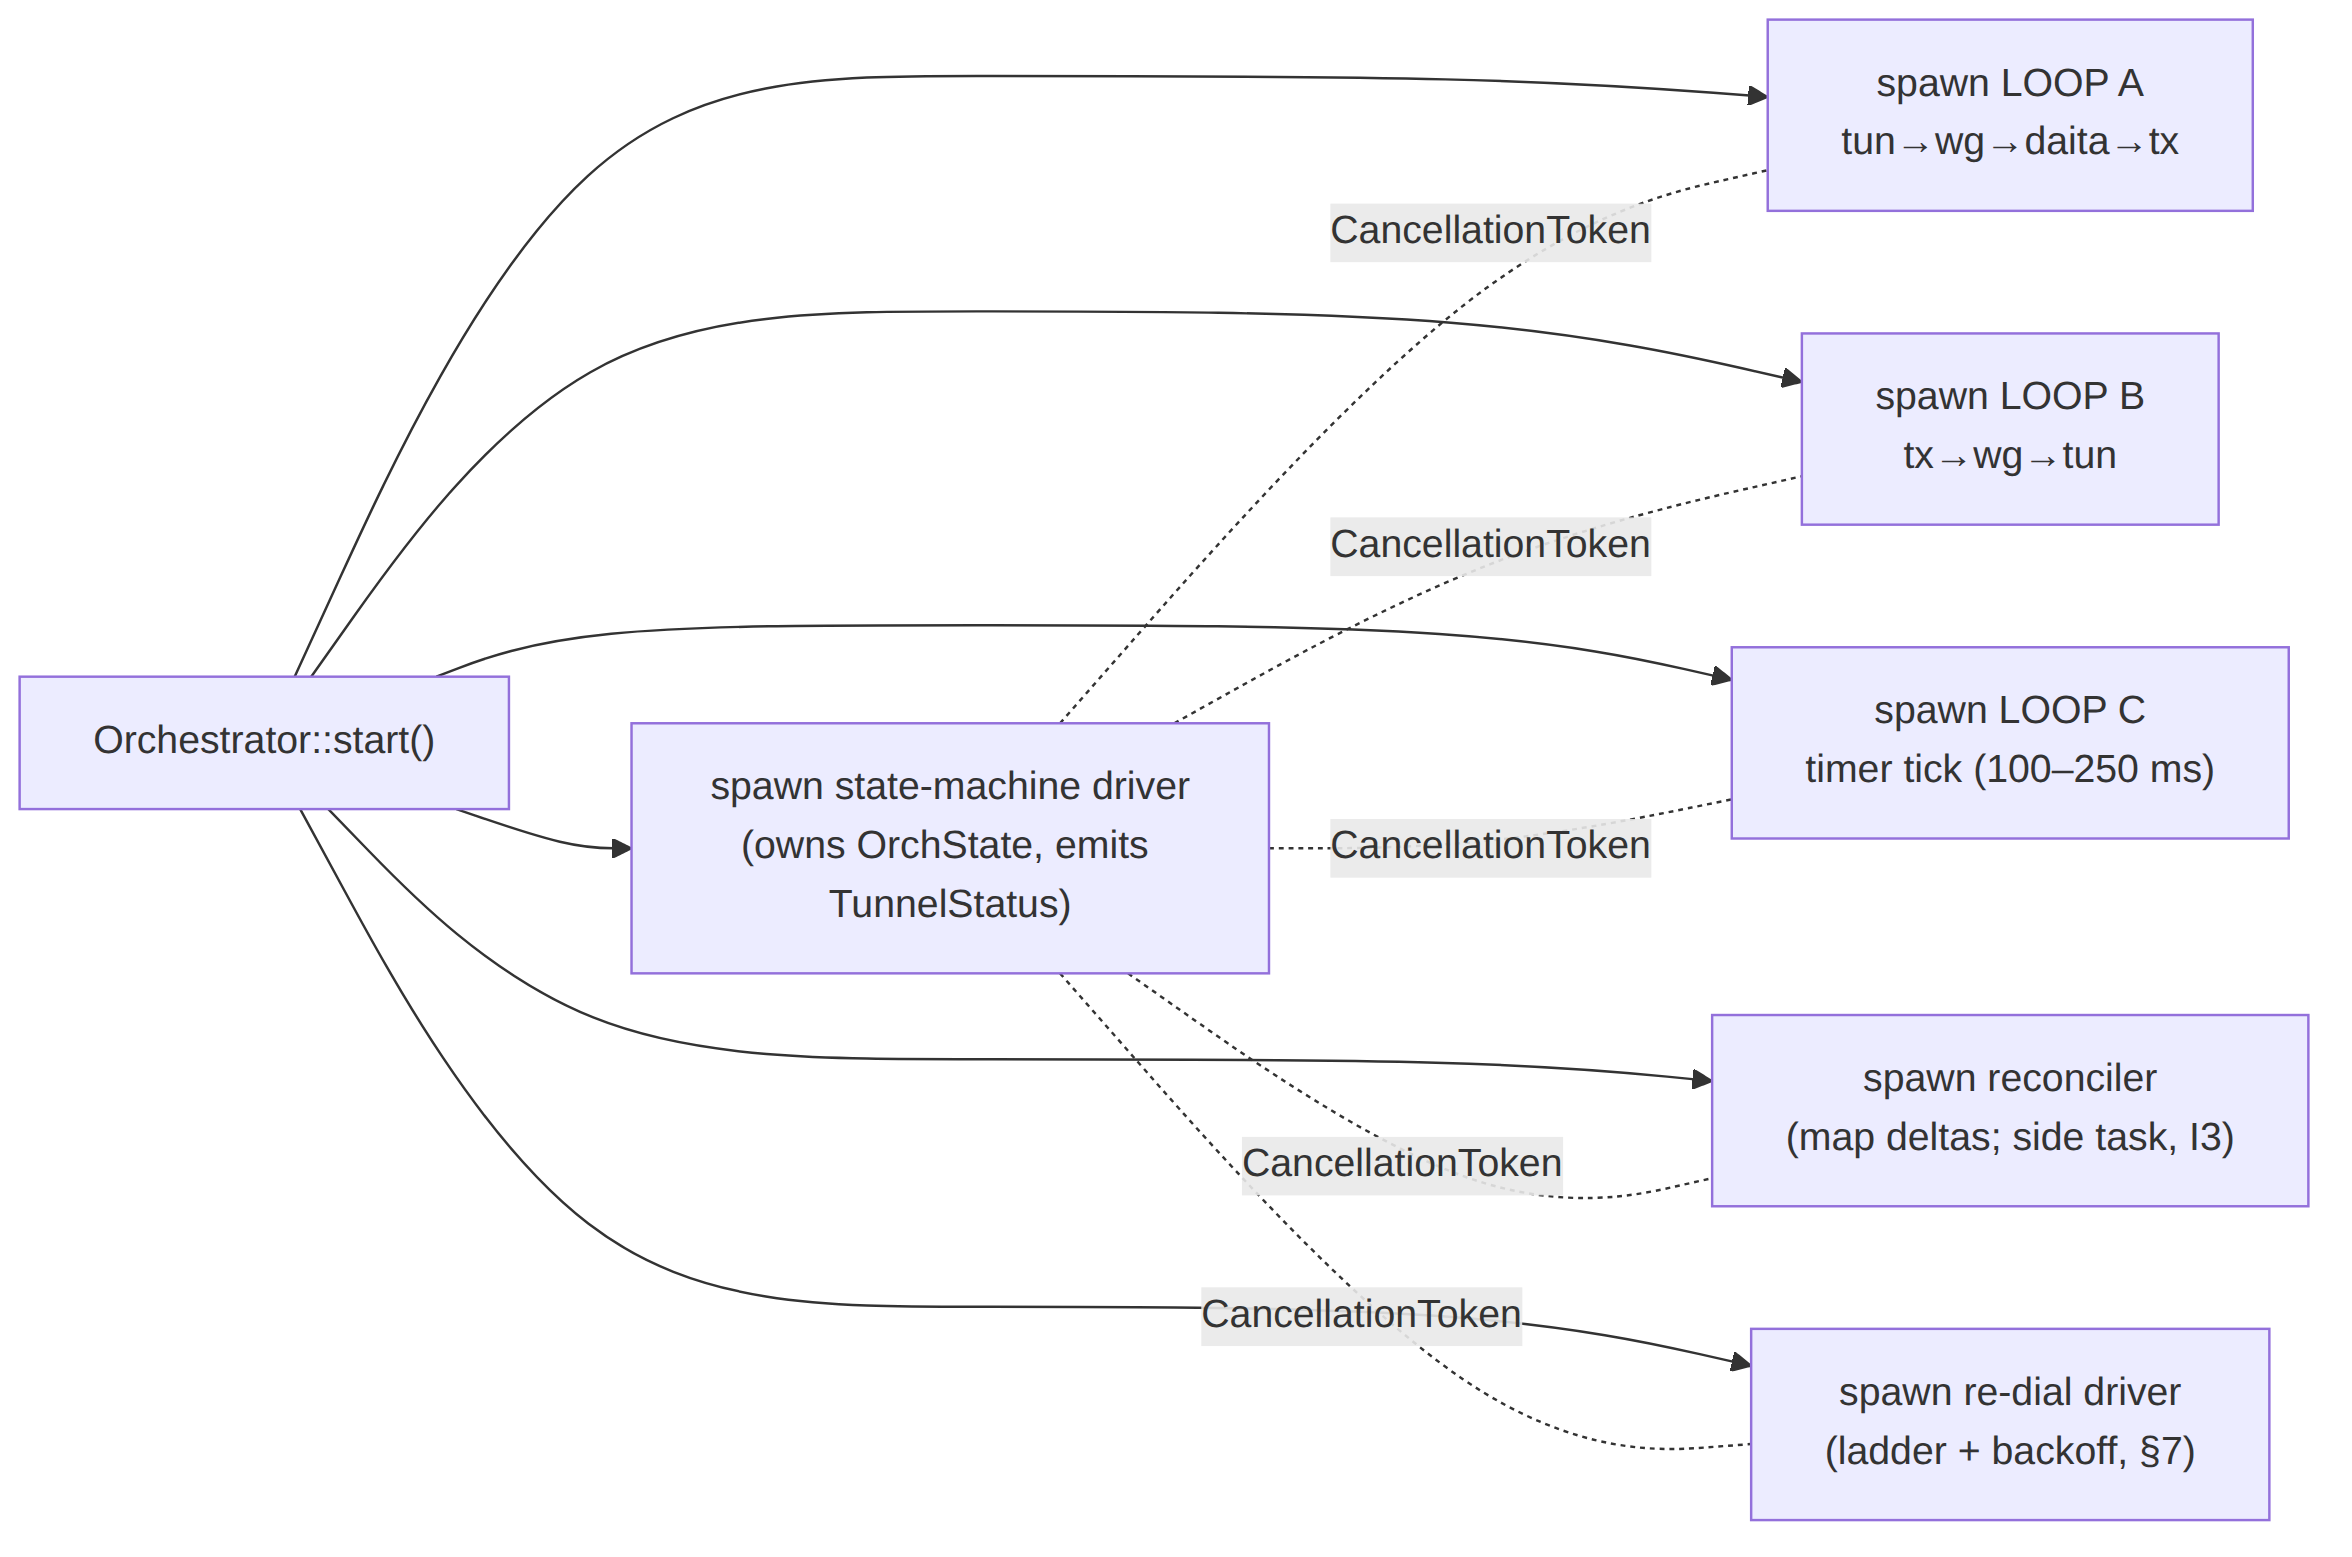 spawn LOOP A
tun→wg→daita→tx
CancellationToken
spawn LOOP B
tx→wg→tun
CancellationToken
Orchestrator::start()
spawn state-machine driver
(owns OrchState, emits
TunnelStatus)
spawn LOOP C
timer tick (100–250 ms)
CancellationToken
spawn reconciler
(map deltas; side task, I3)
CancellationToken
CancellationToken
spawn re-dial driver
(ladder + backoff, §7)